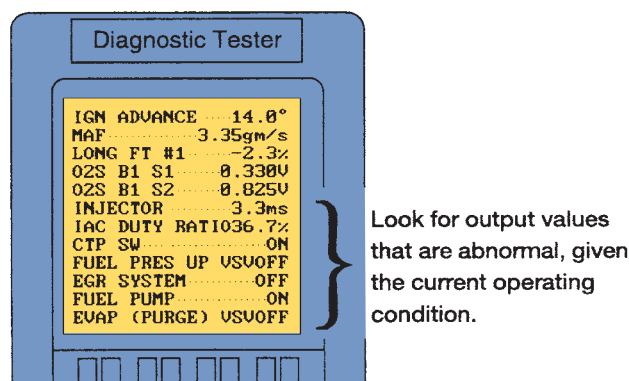 Diagnostic Tester
IGN ADVANCE ····14.0°
MAF ············3.35gm/s
LONG FT #1 ·····-2.3%
O2S B1 S1 ·····0.330V
O2S B1 S2 ·····0.825V
INJECTOR ········3.3ms
IAC DUTY RATIO36.7%
CTP SW·············ON
FUEL PRES UP VSVOFF
EGR SYSTEM·······OFF
FUEL PUMP·········ON
EVAP (PURGE) VSVOFF
Look for output values
that are abnormal, given
the current operating
condition.